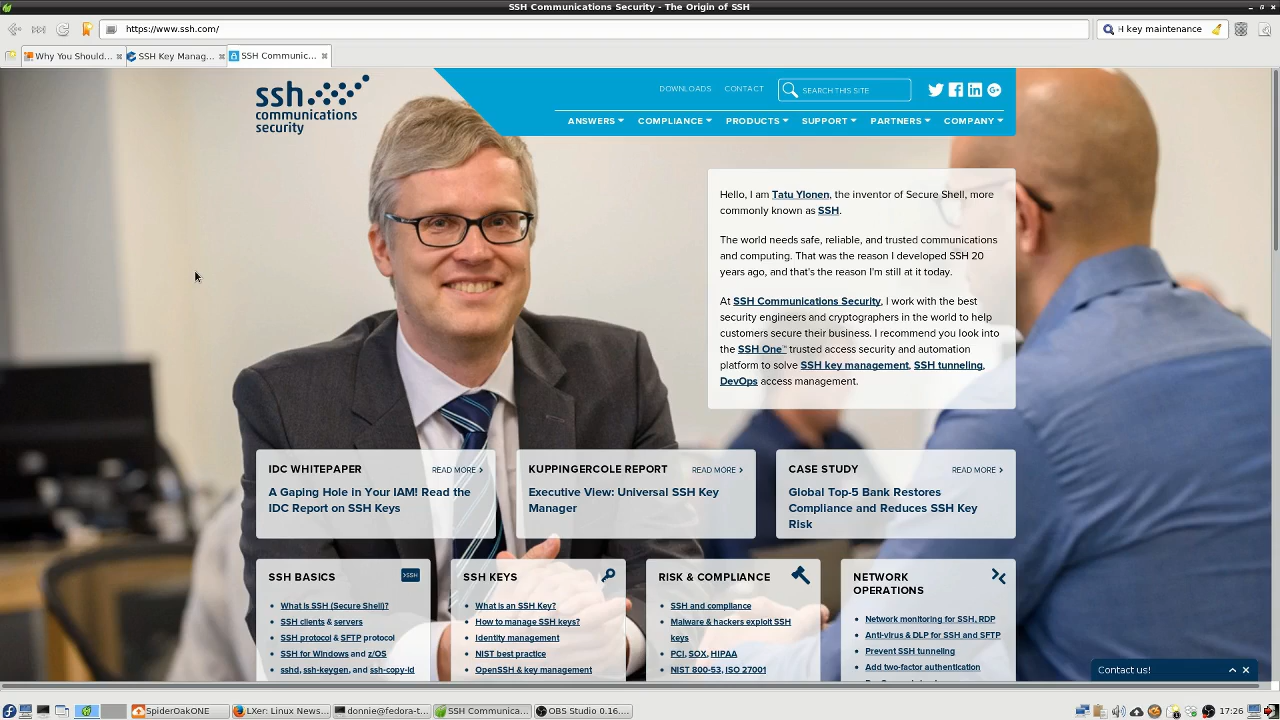 SSH Communications Security - The Origin of SSH
https://www.ssh.com/
H key maintenance
Why You Should...
SSH Key Manag...
SSH Communic...
ssh
communications
security
DOWNLOADS
CONTACT
SEARCH THIS SITE
ANSWERS
COMPLIANCE
PRODUCTS
SUPPORT
PARTNERS
COMPANY
Hello, I am Tatu Ylonen, the inventor of Secure Shell, more
commonly known as SSH.
The world needs safe, reliable, and trusted communications
and computing. That was the reason I developed SSH 20
years ago, and that's the reason I'm still at it today.
At SSH Communications Security, I work with the best
security engineers and cryptographers in the world to help
customers secure their business. I recommend you look into
the SSH One™ trusted access security and automation
platform to solve SSH key management, SSH tunneling,
DevOps access management.
IDC WHITEPAPER
READ MORE
A Gaping Hole in Your IAM! Read the
IDC Report on SSH Keys
KUPPINGERCOLE REPORT
READ MORE
Executive View: Universal SSH Key
Manager
CASE STUDY
READ MORE
Global Top-5 Bank Restores
Compliance and Reduces SSH Key
Risk
SSH BASICS
>SSH
What is SSH (Secure Shell)?
SSH clients & servers
SSH protocol & SFTP protocol
SSH for Windows and z/OS
sshd, ssh-keygen, and ssh-copy-id
SSH KEYS
What is an SSH Key?
How to manage SSH keys?
Identity management
NIST best practice
OpenSSH & key management
RISK & COMPLIANCE
SSH and compliance
Malware & hackers exploit SSH
keys
PCI, SOX, HIPAA
NIST 800-53, ISO 27001
NETWORK
OPERATIONS
Network monitoring for SSH, RDP
Anti-virus & DLP for SSH and SFTP
Prevent SSH tunneling
Add two-factor authentication
Contact us!
SpiderOakONE
LXer: Linux News...
donnie@fedora-t...
SSH Communica...
OBS Studio 0.16....
17:26